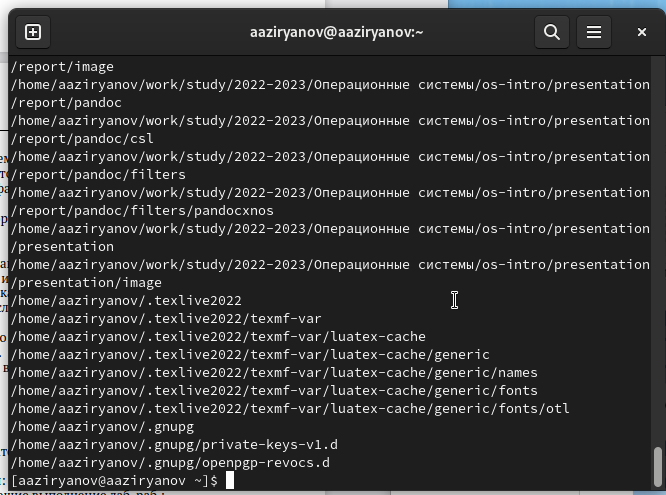 aaziryanov@aaziryanov:~
/report/image
/home/aaziryanov/work/study/2022-2023/Операционные системы/os-intro/presentation
/report/pandoc
/home/aaziryanov/work/study/2022-2023/Операционные системы/os-intro/presentation
/report/pandoc/csl
/home/aaziryanov/work/study/2022-2023/Операционные системы/os-intro/presentation
/report/pandoc/filters
/home/aaziryanov/work/study/2022-2023/Операционные системы/os-intro/presentation
/report/pandoc/filters/pandocxnos
/home/aaziryanov/work/study/2022-2023/Операционные системы/os-intro/presentation
/presentation
/home/aaziryanov/work/study/2022-2023/Операционные системы/os-intro/presentation
/presentation/image
/home/aaziryanov/.texlive2022
/home/aaziryanov/.texlive2022/texmf-var
/home/aaziryanov/.texlive2022/texmf-var/luatex-cache
/home/aaziryanov/.texlive2022/texmf-var/luatex-cache/generic
/home/aaziryanov/.texlive2022/texmf-var/luatex-cache/generic/names
/home/aaziryanov/.texlive2022/texmf-var/luatex-cache/generic/fonts
/home/aaziryanov/.texlive2022/texmf-var/luatex-cache/generic/fonts/otl
/home/aaziryanov/.gnupg
/home/aaziryanov/.gnupg/private-keys-v1.d
/home/aaziryanov/.gnupg/openpgp-revocs.d
[aaziryanov@aaziryanov ~]$